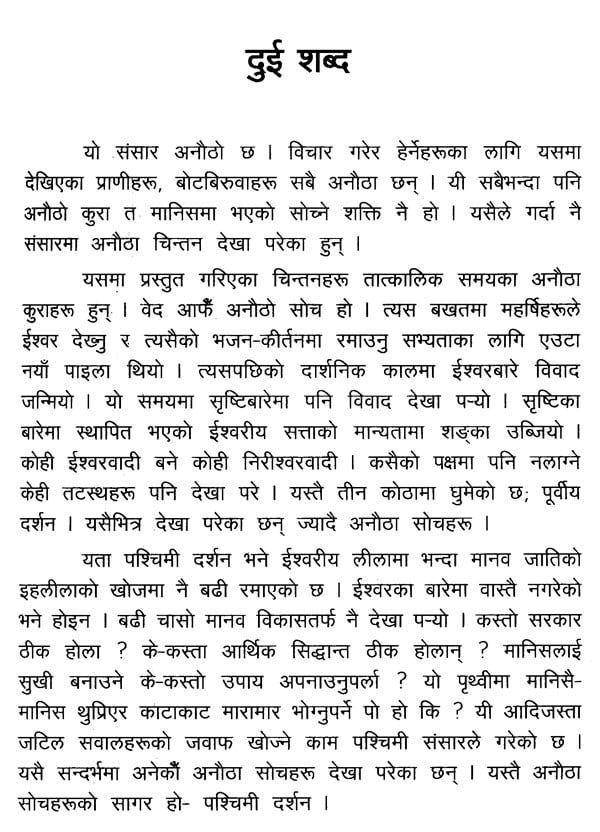 दुई शब्द
यो संसार अनौठो छ । विचार गरेर हेर्नेहरूका लागि यसमा
देखिएका प्राणीहरू, बोटबिरुवाहरू सबै अनौठा छन् । यी सबैभन्दा पनि
अनौठो कुरा त मानिसमा भएको सोच्ने शक्ति नै हो । यसैले गर्दा नै
संसारमा अनौठा चिन्तन देखा परेका हुन् ।
यसमा प्रस्तुत गरिएका चिन्तनहरू तात्कालिक समयका अनौठा
कुराहरू हुन् । वेद आफैँ अनौठो सोच हो । त्यस बखतमा महर्षिहरूले
ईश्वर देख्नु र त्यसैको भजन-कीर्तनमा रमाउनु सभ्यताका लागि एउटा
नयाँ पाइला थियो । त्यसपछिको दार्शनिक कालमा ईश्वरबारे विवाद
जन्मियो । यो समयमा सृष्टिबारेमा पनि विवाद देखा पऱ्यो । सृष्टिका
बारेमा स्थापित भएको ईश्वरीय सत्ताको मान्यतामा शङ्का उब्जियो ।
कोही ईश्वरवादी बने कोही निरीश्वरवादी । कसैको पक्षमा पनि नलाग्ने
केही तटस्थहरू पनि देखा परे । यस्तै तीन कोठामा घुमेको छ; पूर्वीय
दर्शन । यसैभित्र देखा परेका छन् ज्यादै अनौठा सोचहरू ।
यता पश्चिमी दर्शन भने ईश्वरीय लीलामा भन्दा मानव जातिको
इहलीलाको खोजमा नै बढी रमाएको छ । ईश्वरका बारेमा वास्तै नगरेको
भने होइन । बढी चासो मानव विकासतर्फ नै देखा पऱ्यो । कस्तो सरकार
ठीक होला ? के-कस्ता आर्थिक सिद्धान्त ठीक होलान् ? मानिसलाई
सुखी बनाउने के-कस्तो उपाय अपनाउनुपर्ला ? यो पृथ्वीमा मानिसै-
मानिस थुप्रिएर काटाकाट मारामार भोग्नुपर्ने पो हो कि ? यी आदिजस्ता
जटिल सवालहरूको जवाफ खोज्ने काम पश्चिमी संसारले गरेको छ ।
यसै सन्दर्भमा अनेकौँ अनौठा सोचहरू देखा परेका छन् । यस्तै अनौठा
सोचहरूको सागर हो- पश्चिमी दर्शन ।